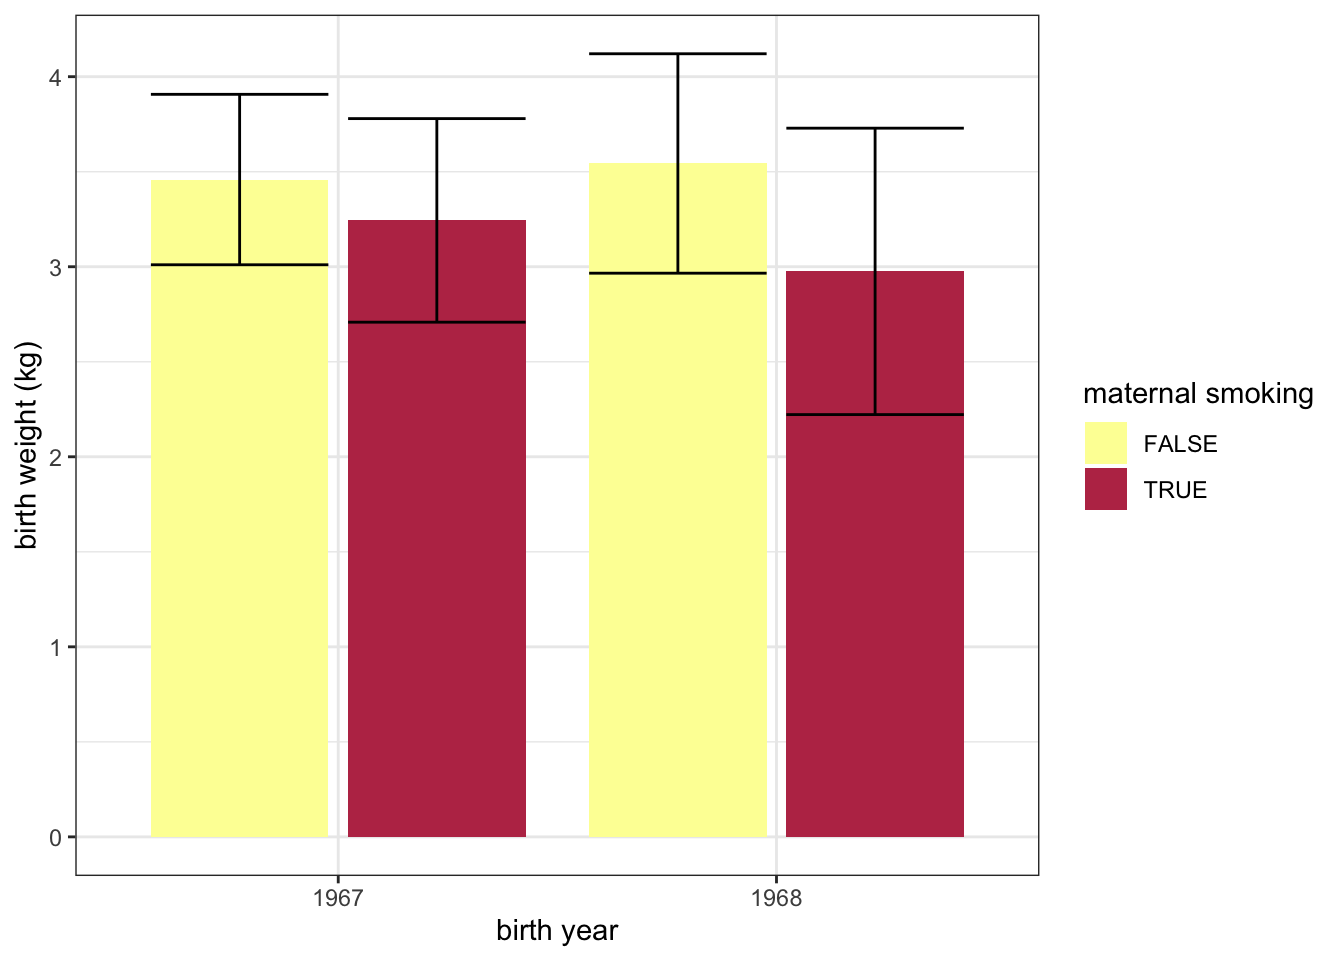 birth weight (kg)
4
3
2
1
0
1967
1968
birth year
maternal smoking
FALSE
TRUE